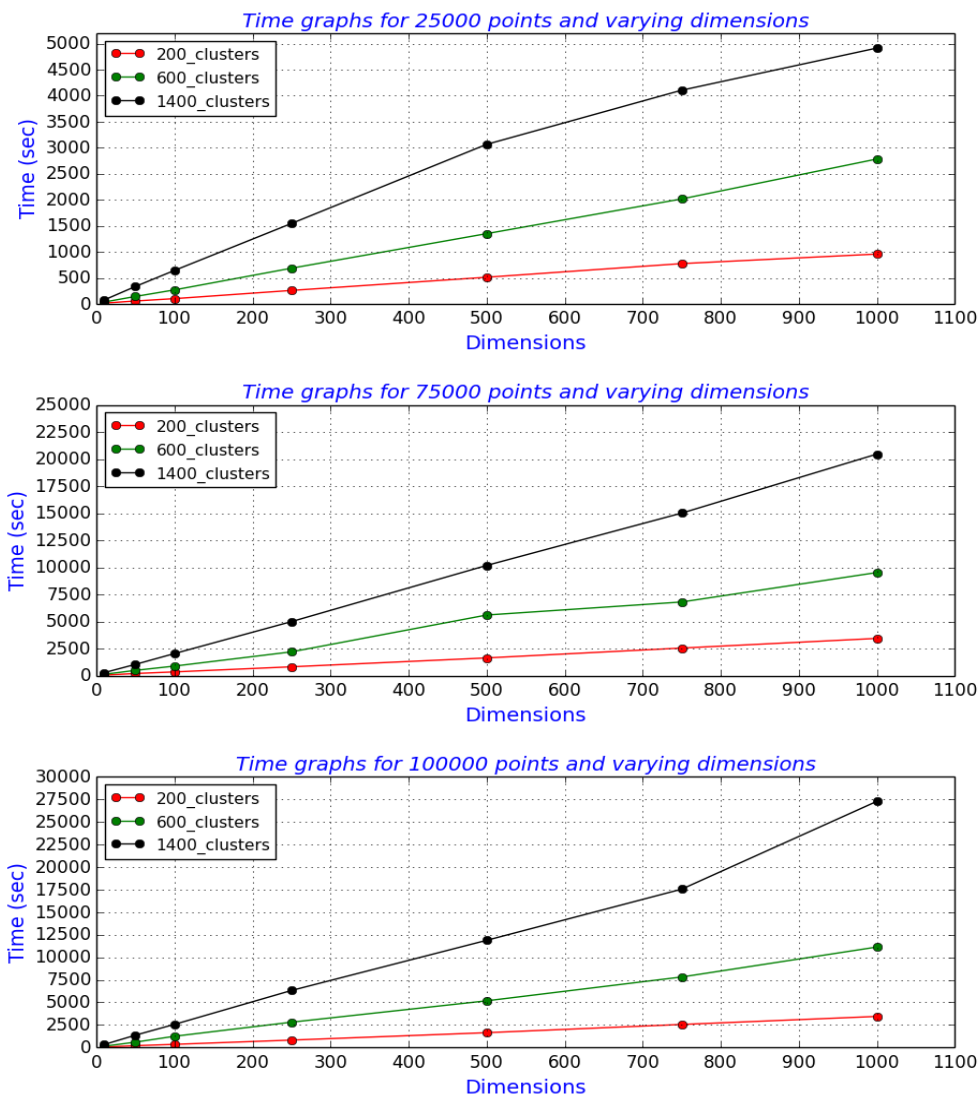 Time graphs for 25000 points and varying dimensions
5000
4500
4000
3500
3000
2500
2000
1500
1000
500
0
Time (sec)
200_clusters
600_clusters
1400_clusters
0 100 200 300 400 500 600 700 800 900 1000 1100
Dimensions
Time graphs for 75000 points and varying dimensions
25000
22500
20000
17500
15000
12500
10000
7500
5000
2500
0
Time (sec)
200_clusters
600_clusters
1400_clusters
0 100 200 300 400 500 600 700 800 900 1000 1100
Dimensions
Time graphs for 100000 points and varying dimensions
30000
27500
25000
22500
20000
17500
15000
12500
10000
7500
5000
2500
0
Time (sec)
200_clusters
600_clusters
1400_clusters
0 100 200 300 400 500 600 700 800 900 1000 1100
Dimensions